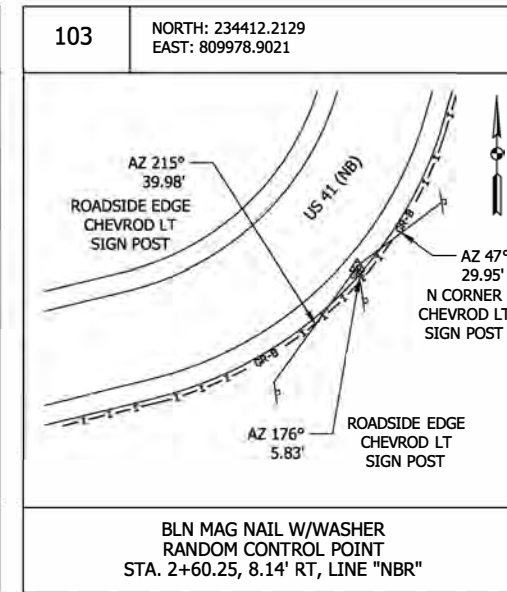 103
NORTH: 234412.2129
EAST: 809978.9021
AZ 215°
39.98'
ROADSIDE EDGE
CHEVROD LT
SIGN POST
US 41 (NB)
GR-B
AZ 47°
29.95'
N CORNER
CHEVROD LT
SIGN POST
GR-B
AZ 176°
5.83'
ROADSIDE EDGE
CHEVROD LT
SIGN POST
BLN MAG NAIL W/WASHER
RANDOM CONTROL POINT
STA. 2+60.25, 8.14' RT, LINE "NBR"